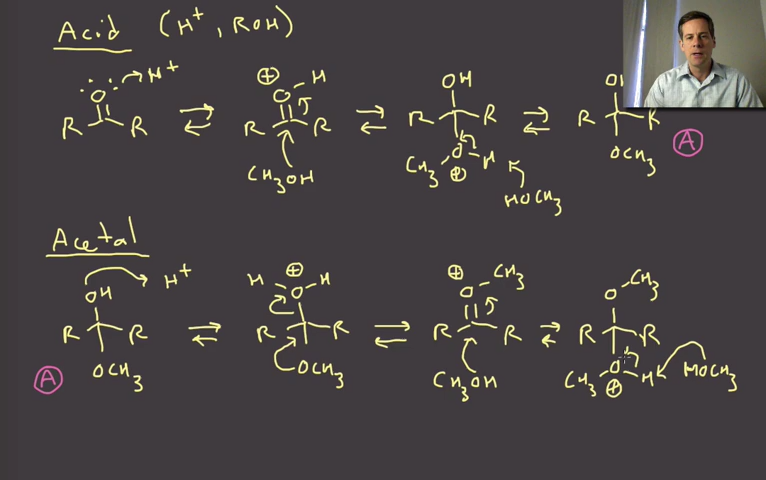 Acid (H+, ROH)
H+
⊕ H
OH
O
O
R R
R R
R R
R R
CH3OH
CH3 O H
⊕
HOCH3
OCH3
A
Acetal
OH H+
H ⊕ H
O
⊕
O CH3
O CH3
R R
R R
R R
R R
OCH3
A
OCH3
CH3OH
CH3 O H
⊕
HOCH3